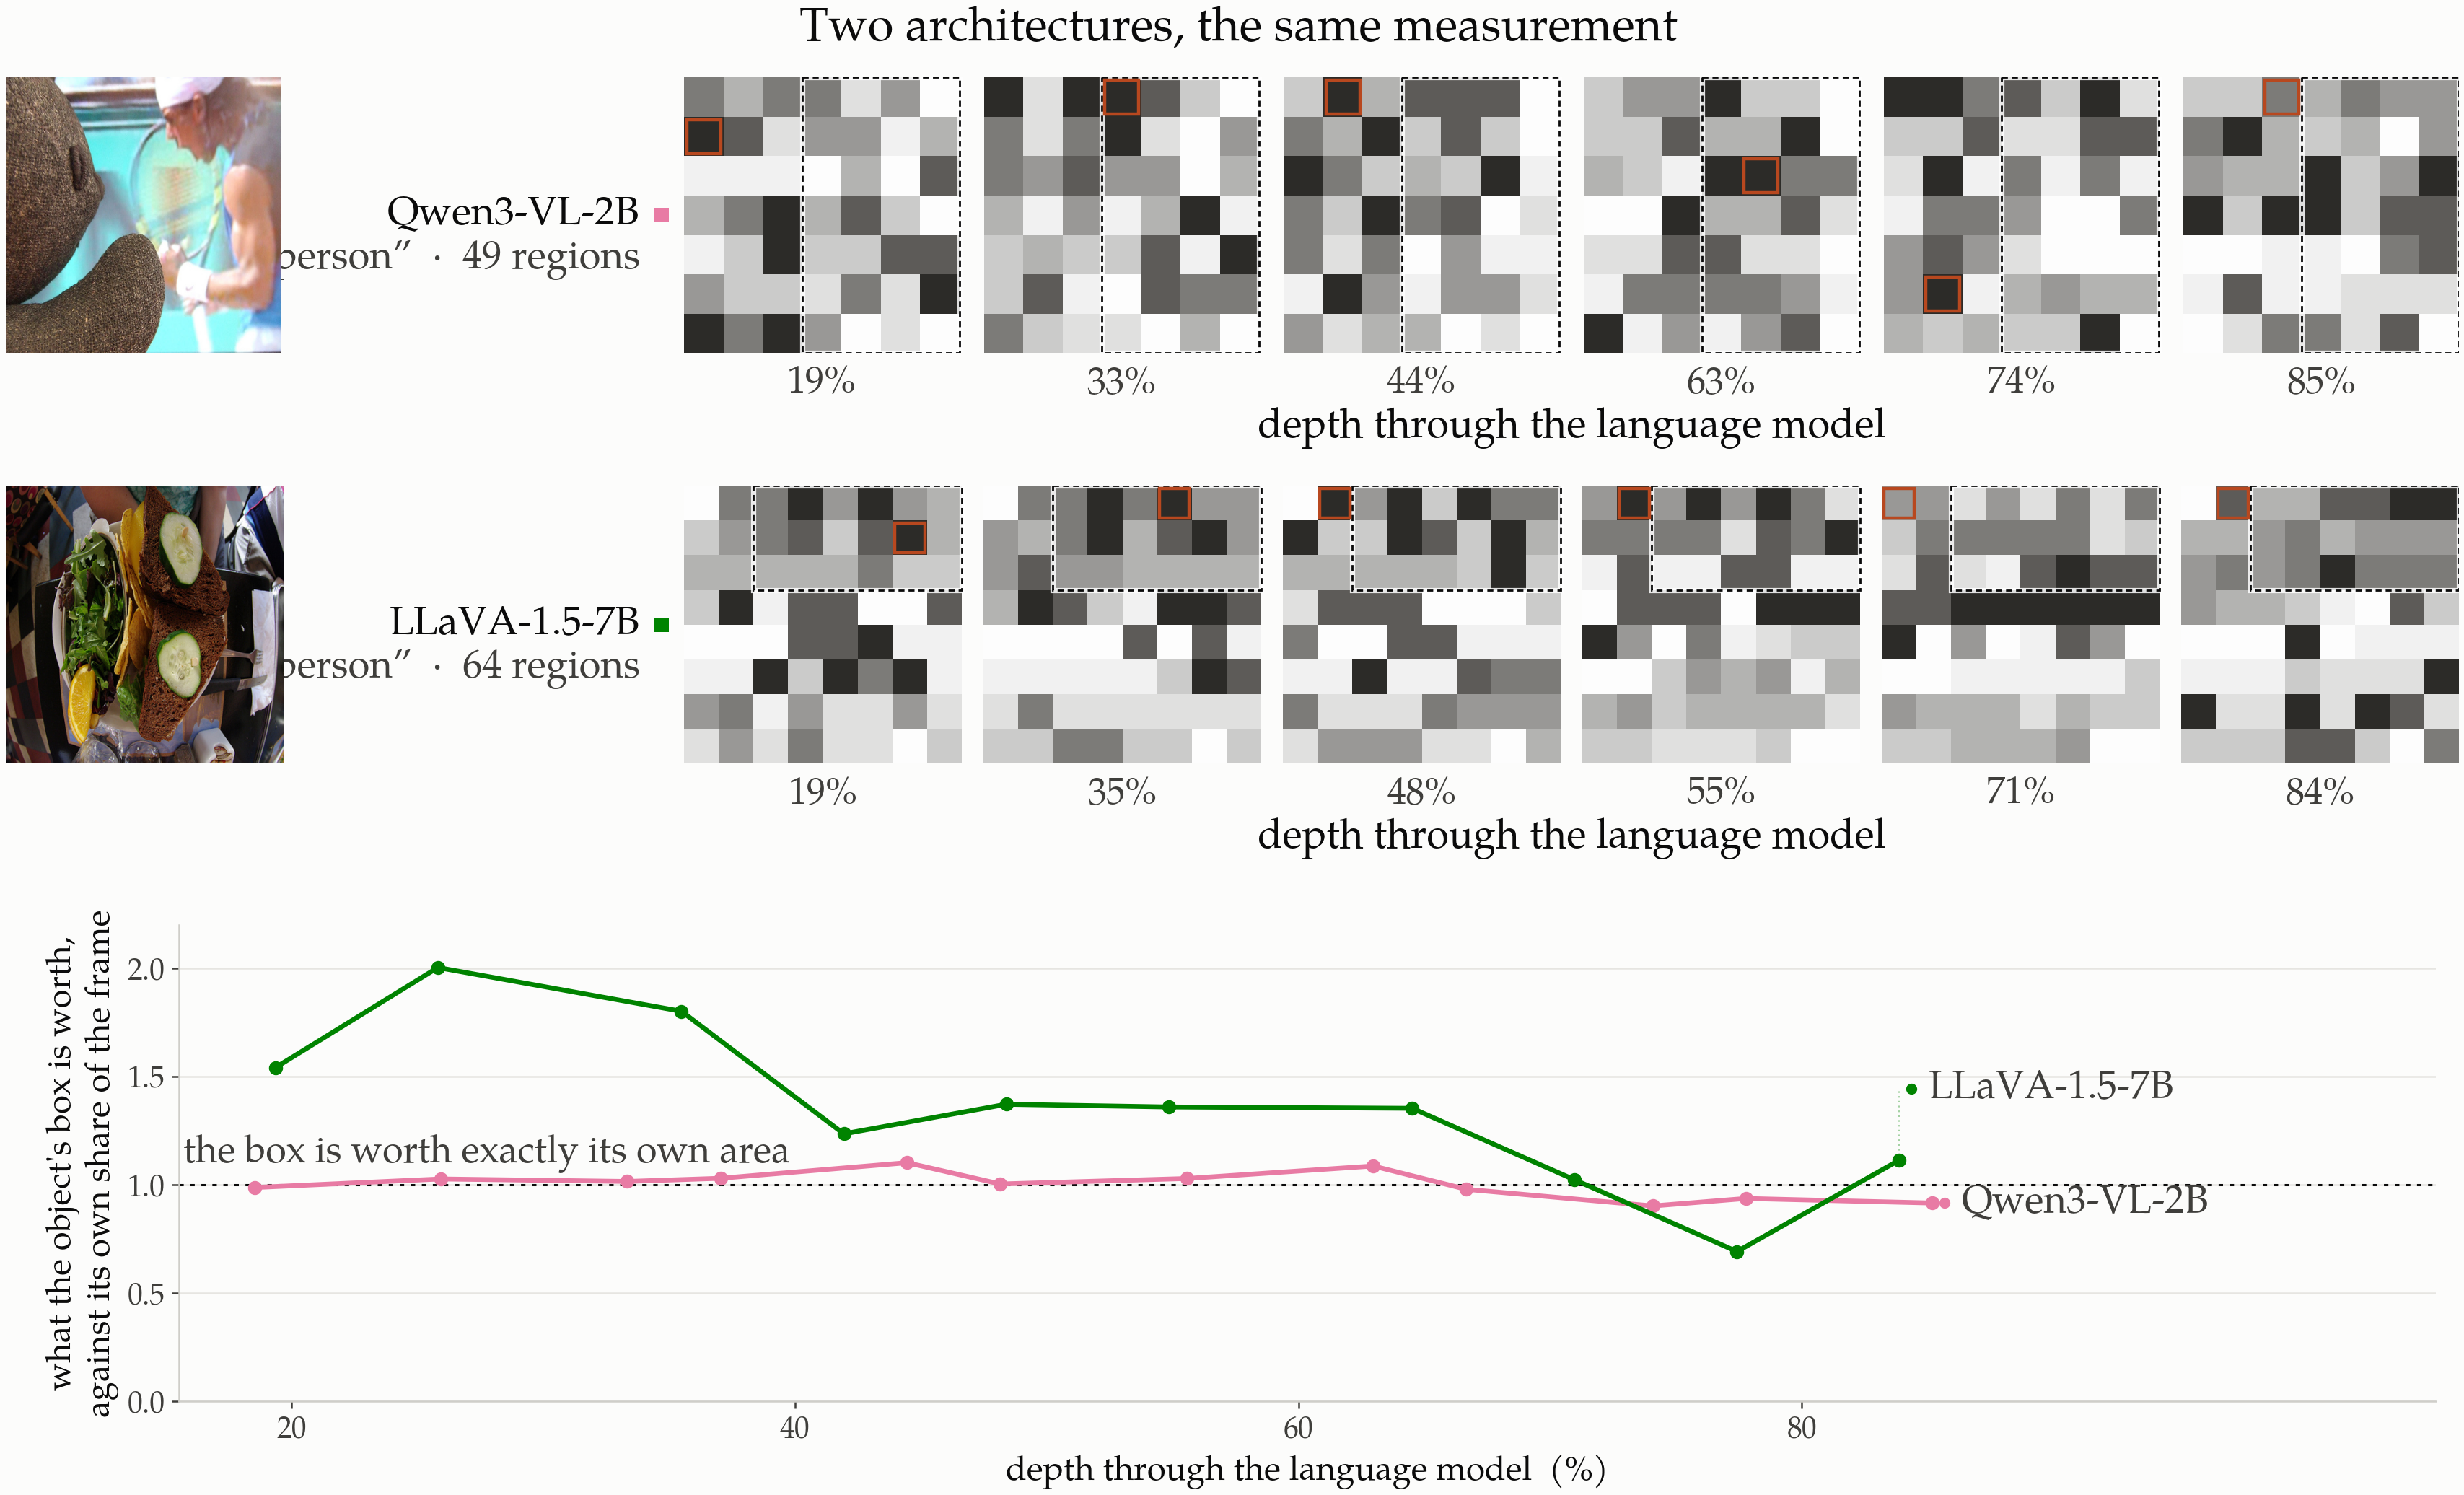 Two architectures, the same measurement
Qwen3-VL-2B
person” · 49 regions
19% 33% 44% 63% 74% 85%
depth through the language model
LLaVA-1.5-7B
person” · 64 regions
19% 35% 48% 55% 71% 84%
depth through the language model
what the object's box is worth,
against its own share of the frame
2.0
1.5
1.0
0.5
0.0
the box is worth exactly its own area
LLaVA-1.5-7B
Qwen3-VL-2B
20 40 60 80
depth through the language model (%)